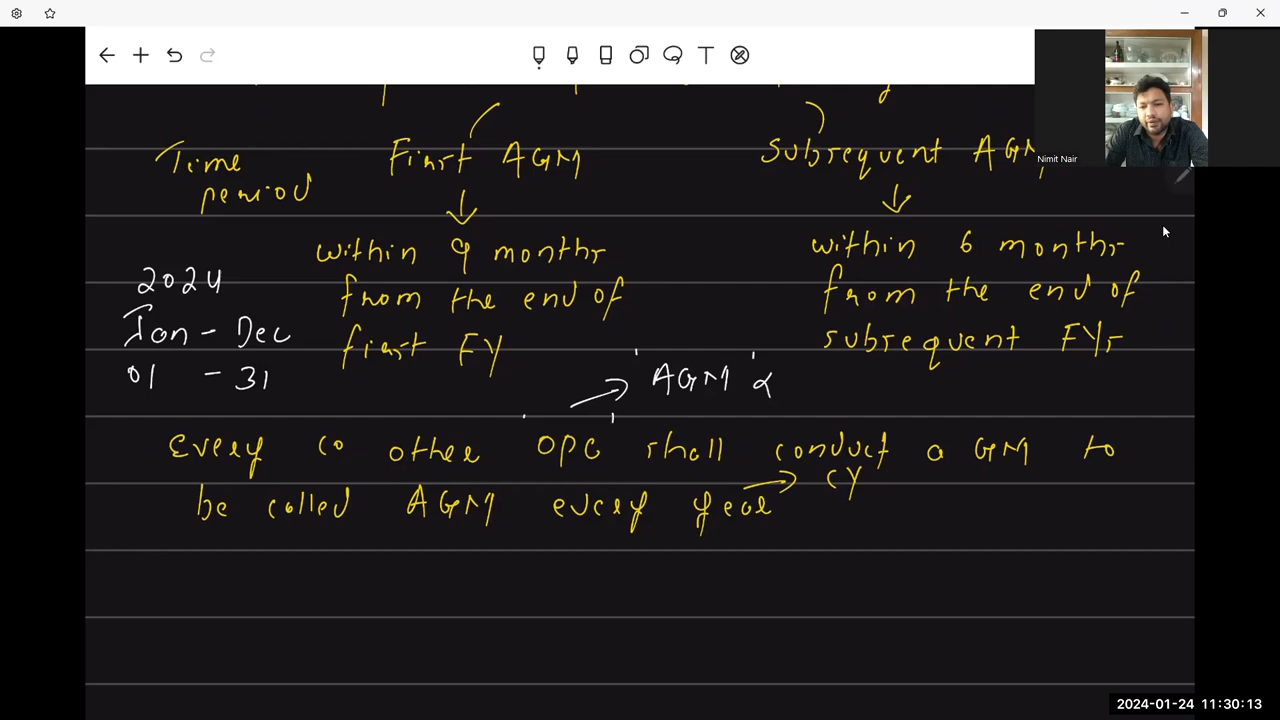 T
Nimit Nair
Time First AGM Subsequent AGM
period
within 9 months within 6 months
2024 from the end of from the end of
Jan - Dec first FY subsequent FYs
01 - 31
→ AGM x
Every co other OPC shall conduct a GM to
be called AGM every year → CY
2024-01-24 11:30:13